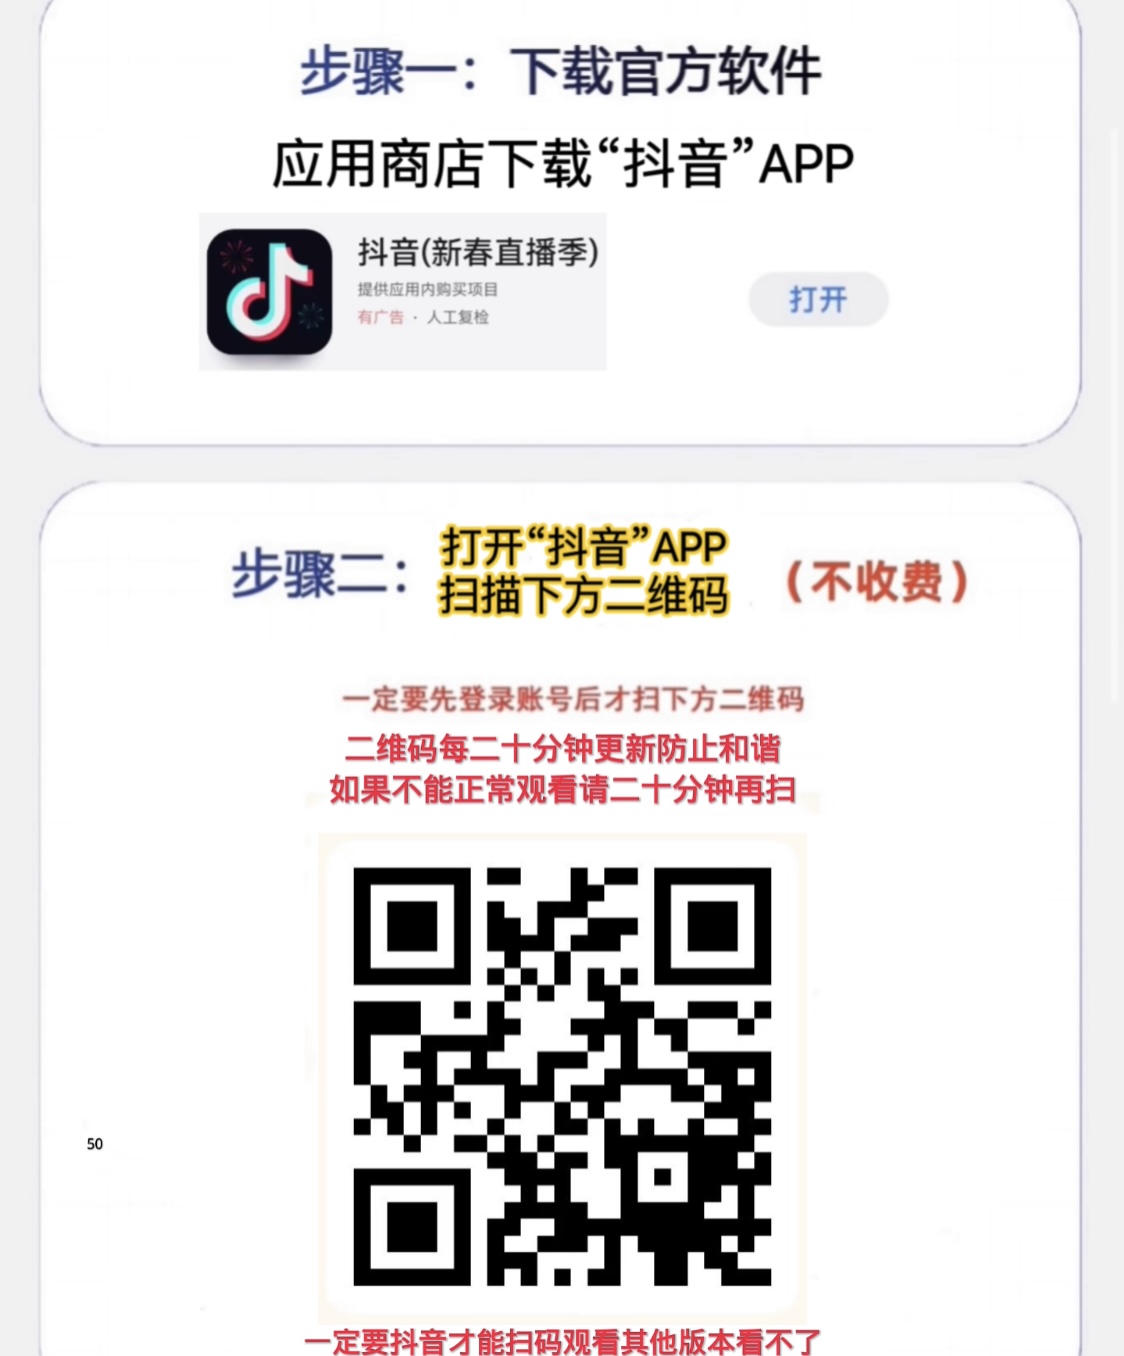 步骤一：下载官方软件
应用商店下载“抖音”APP
抖音(新春直播季)
提供应用内购买项目
有广告 · 人工复检
打开
步骤二：
打开“抖音”APP
扫描下方二维码
（不收费）
一定要先登录账号后才扫下方二维码
二维码每二十分钟更新防止和谐
如果不能正常观看请二十分钟再扫
50
一定要抖音才能扫码观看其他版本看不了